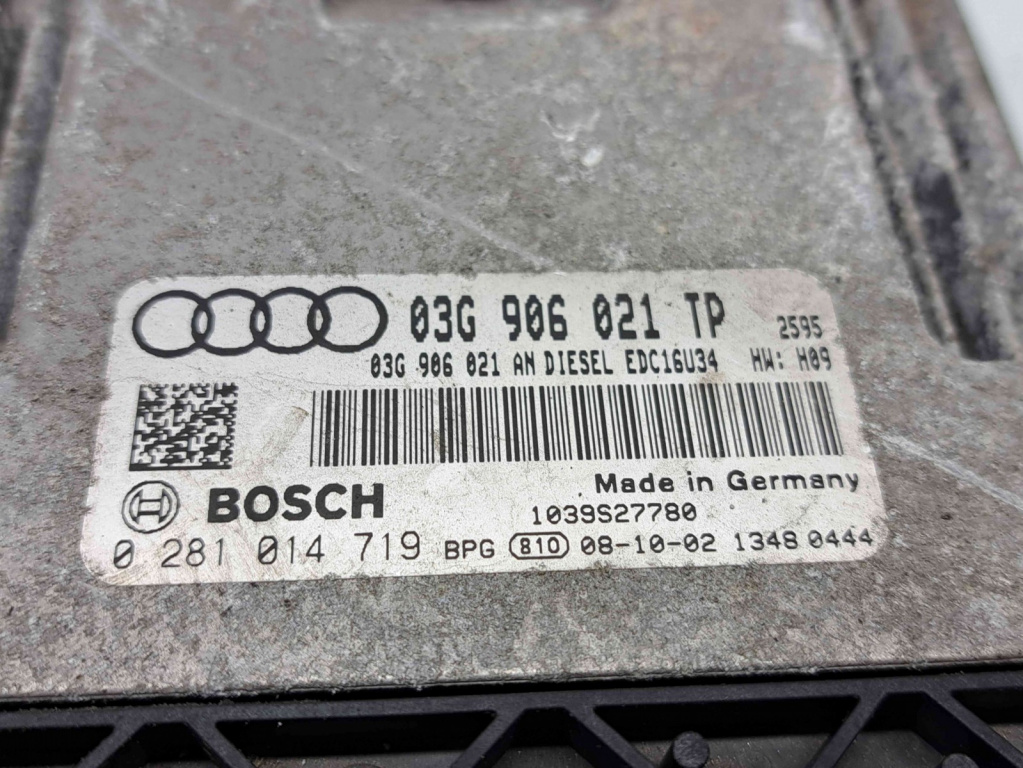 03G 906 021 TP 2595
03G 906 021 AN DIESEL EDC16U34 HW: H09
Made in Germany
BOSCH
1039S27780
0 281 014 719 BPG 810 08-10-02 1348 0444